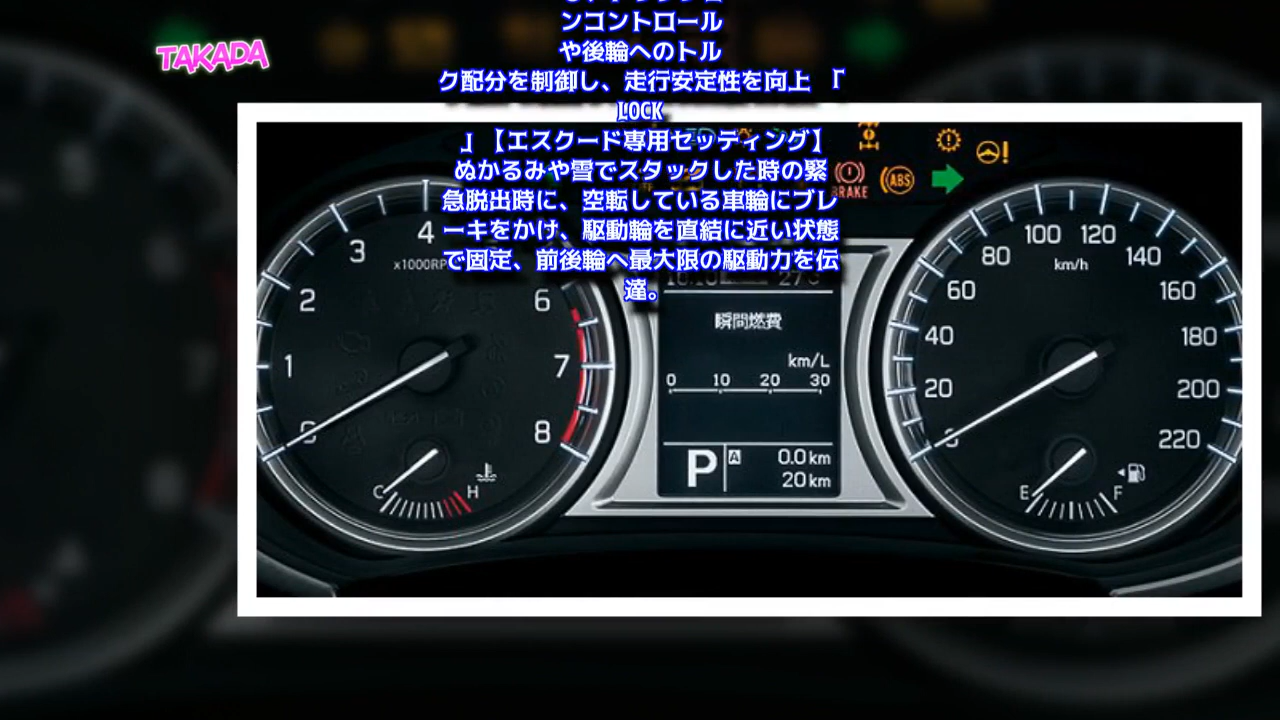 ンコントロール
や後輪へのトル
TAKADA
ク配分を制御し、走行安定性を向上 『
LOCK
』【エスクード専用セッティング】
ぬかるみや雪でスタックした時の緊
急脱出時に、空転している車輪にブレ
ーキをかけ、駆動輪を直結に近い状態
で固定、前後輪へ最大限の駆動力を伝
達。
BRAKE
ABS
0
1
2
3
4
6
7
8
C
H
瞬間燃費
km/L
0 10 20 30
P A 0.0 km
20 km
20
40
60
80
100
120
140
160
180
200
220
km/h
E
F